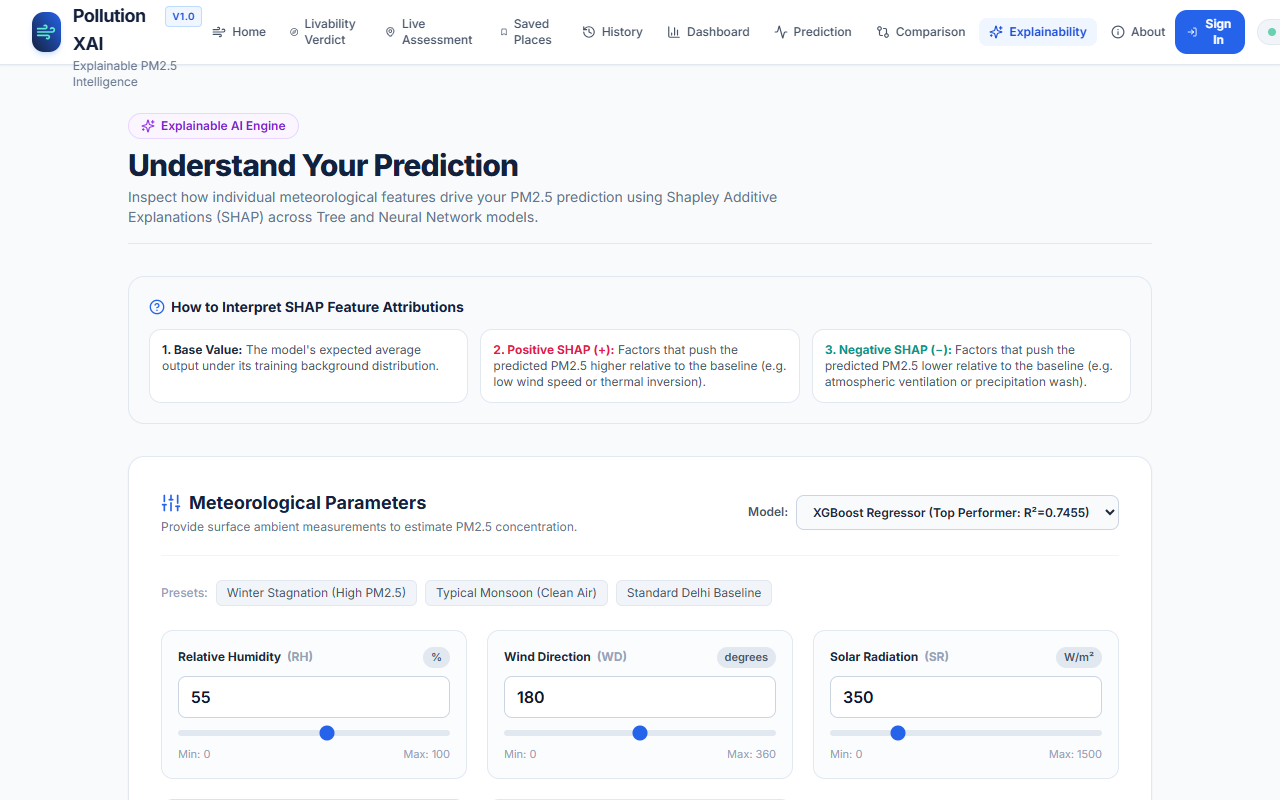 Pollution XAI
V1.0
Explainable PM2.5 Intelligence
Home
Livability Verdict
Live Assessment
Saved Places
History
Dashboard
Prediction
Comparison
Explainability
About
Sign In
Explainable AI Engine
Understand Your Prediction
Inspect how individual meteorological features drive your PM2.5 prediction using Shapley Additive
Explanations (SHAP) across Tree and Neural Network models.
How to Interpret SHAP Feature Attributions
1. Base Value: The model's expected average
output under its training background distribution.
2. Positive SHAP (+): Factors that push the
predicted PM2.5 higher relative to the baseline (e.g.
low wind speed or thermal inversion).
3. Negative SHAP (−): Factors that push the
predicted PM2.5 lower relative to the baseline (e.g.
atmospheric ventilation or precipitation wash).
Meteorological Parameters
Provide surface ambient measurements to estimate PM2.5 concentration.
Model: XGBoost Regressor (Top Performer: R²=0.7455)
Presets: Winter Stagnation (High PM2.5) Typical Monsoon (Clean Air) Standard Delhi Baseline
Relative Humidity (RH) %
55
Min: 0 Max: 100
Wind Direction (WD) degrees
180
Min: 0 Max: 360
Solar Radiation (SR) W/m²
350
Min: 0 Max: 1500